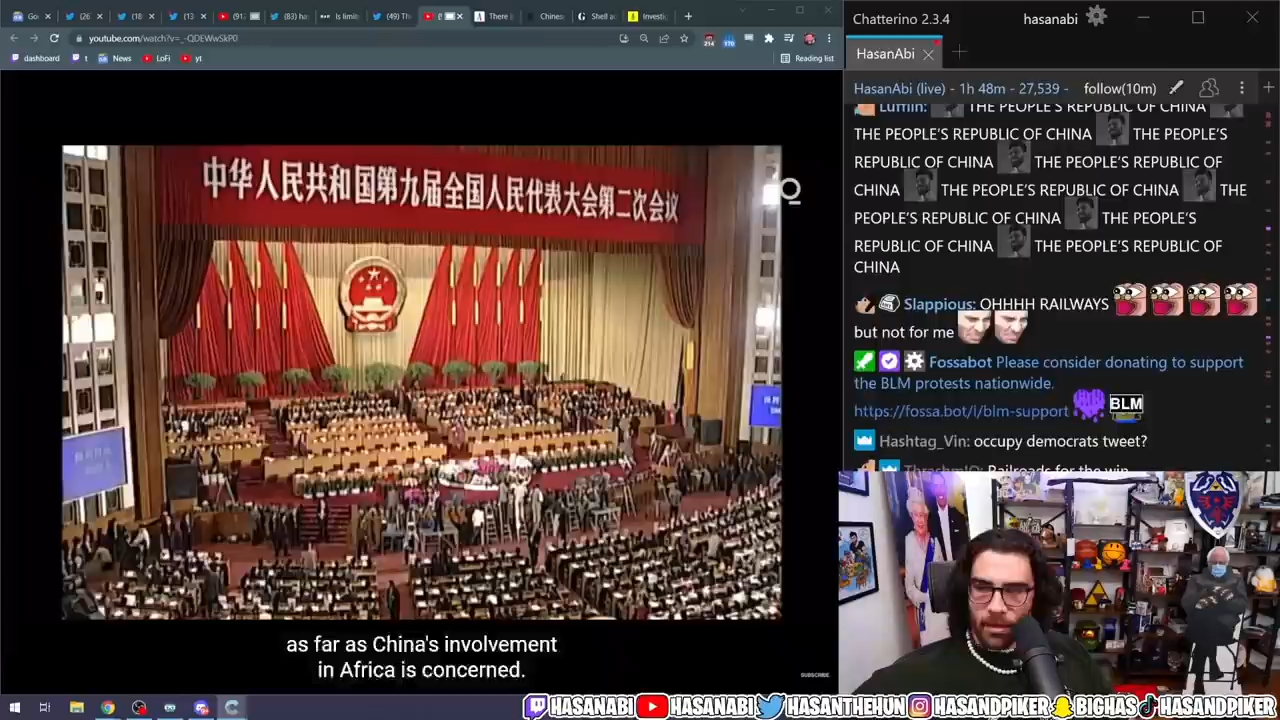 youtube.com/watch?v=_-QDEWwSkP0
dashboard
t
News
LoFi
yt
Reading list
中华人民共和国第九届全国人民代表大会第二次会议
as far as China's involvement
in Africa is concerned.
SUBSCRIBE
Chatterino 2.3.4
hasanabi
HasanAbi
HasanAbi (live) - 1h 48m - 27,539 -
follow(10m)
Luffin: THE PEOPLE'S REPUBLIC OF CHINA
THE PEOPLE'S REPUBLIC OF CHINA THE PEOPLE'S
REPUBLIC OF CHINA THE PEOPLE'S REPUBLIC OF
CHINA THE PEOPLE'S REPUBLIC OF CHINA THE
PEOPLE'S REPUBLIC OF CHINA THE PEOPLE'S
REPUBLIC OF CHINA THE PEOPLE'S REPUBLIC OF
CHINA
Slappious: OHHHH RAILWAYS
but not for me
Fossabot Please consider donating to support
the BLM protests nationwide.
https://fossa.bot/l/blm-support BLM
Hashtag_Vin: occupy democrats tweet?
Railroads for the win
HASANABI HASANABI HASANTHEHUN HASANDPIKER BIGHAS HASANDPIKER